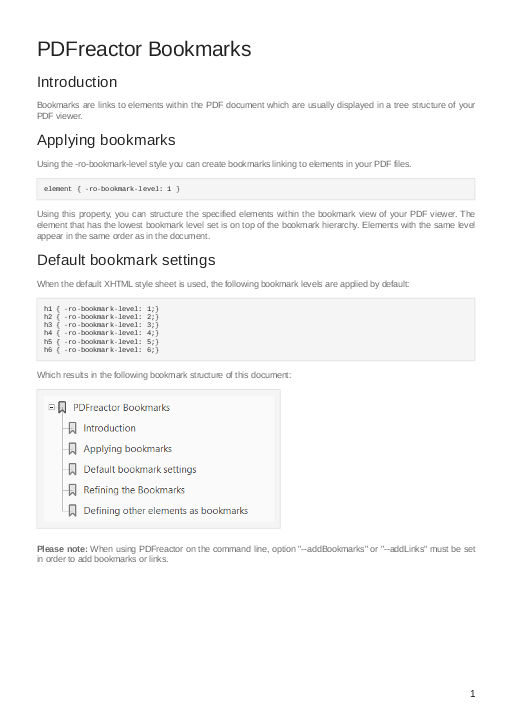 PDFreactor Bookmarks
Introduction
Bookmarks are links to elements within the PDF document which are usually displayed in a tree structure of your
PDF viewer.
Applying bookmarks
Using the -ro-bookmark-level style you can create bookmarks linking to elements in your PDF files.
element { -ro-bookmark-level: 1 }
Using this property, you can structure the specified elements within the bookmark view of your PDF viewer. The
element that has the lowest bookmark level set is on top of the bookmark hierarchy. Elements with the same level
appear in the same order as in the document.
Default bookmark settings
When the default XHTML style sheet is used, the following bookmark levels are applied by default:
h1 { -ro-bookmark-level: 1;}
h2 { -ro-bookmark-level: 2;}
h3 { -ro-bookmark-level: 3;}
h4 { -ro-bookmark-level: 4;}
h5 { -ro-bookmark-level: 5;}
h6 { -ro-bookmark-level: 6;}
Which results in the following bookmark structure of this document:
PDFreactor Bookmarks
Introduction
Applying bookmarks
Default bookmark settings
Refining the Bookmarks
Defining other elements as bookmarks
Please note: When using PDFreactor on the command line, option "--addBookmarks" or "--addLinks" must be set
in order to add bookmarks or links.
1